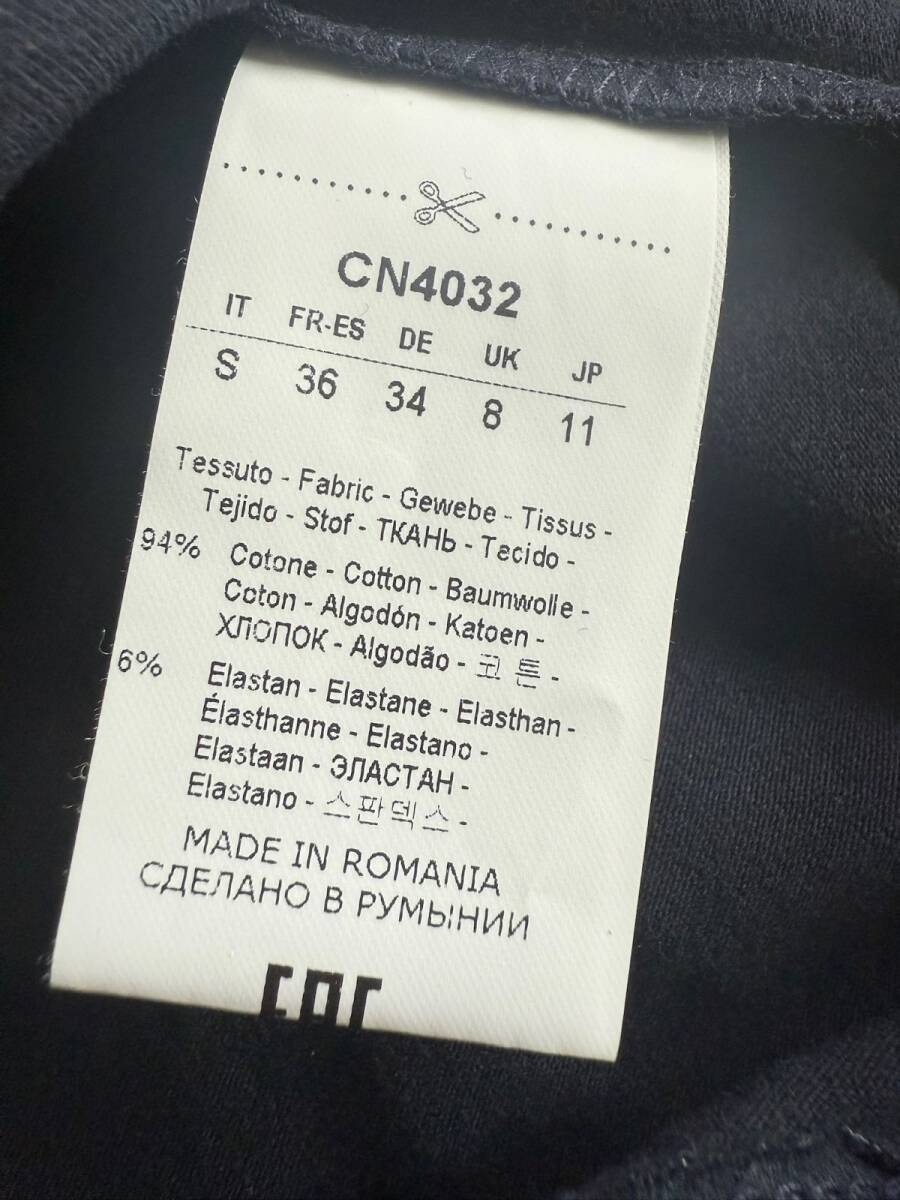 CN4032
IT FR-ES DE UK JP
S 36 34 8 11
Tessuto - Fabric - Gewebe - Tissus -
Tejido - Stof - ТКАНЬ - Tecido -
94% Cotone - Cotton - Baumwolle -
Coton - Algodón - Katoen -
ХЛОПОК - Algodão - 코튼 -
6% Elastan - Elastane - Elasthan -
Élasthanne - Elastano -
Elastaan - ЭЛАСТАН -
Elastano - 스판덱스 -
MADE IN ROMANIA
СДЕЛАНО В РУМЫНИИ
EAC